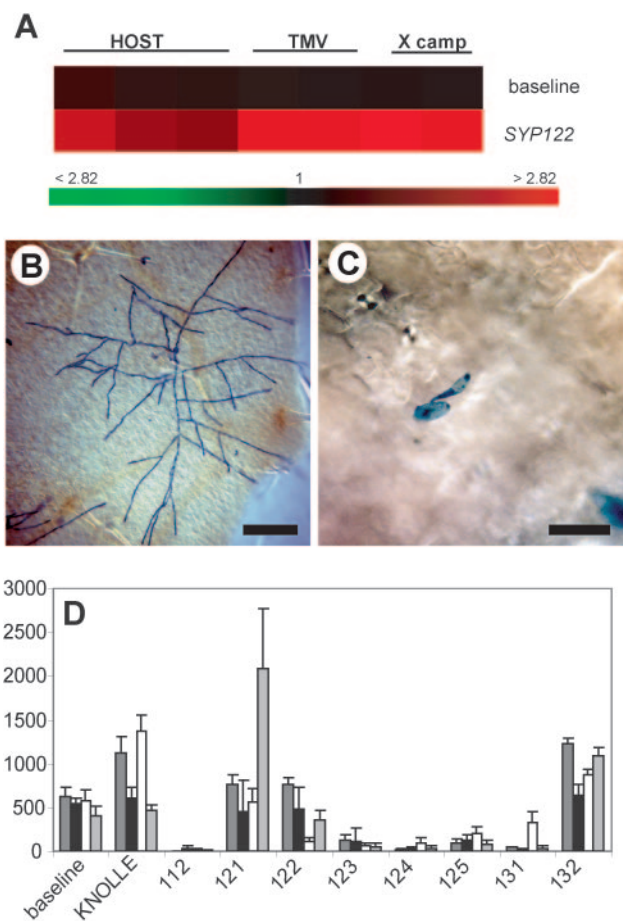 A
HOST TMV X camp
baseline
SYP122
< 2.82 1 > 2.82
B
C
3000
D
2500
2000
1500
1000
500
0
baseline KNOLLE 112 121 122 123 124 125 131 132